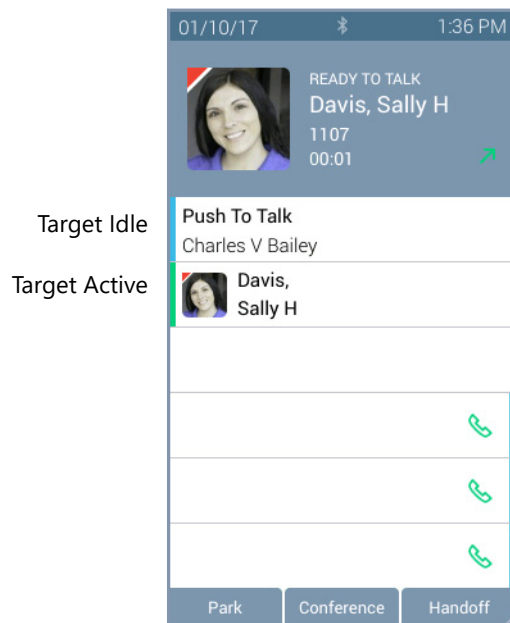 01/10/17 1:36 PM
READY TO TALK
Davis, Sally H
1107
00:01
Target Idle
Push To Talk
Charles V Bailey
Target Active
Davis,
Sally H
Park Conference Handoff